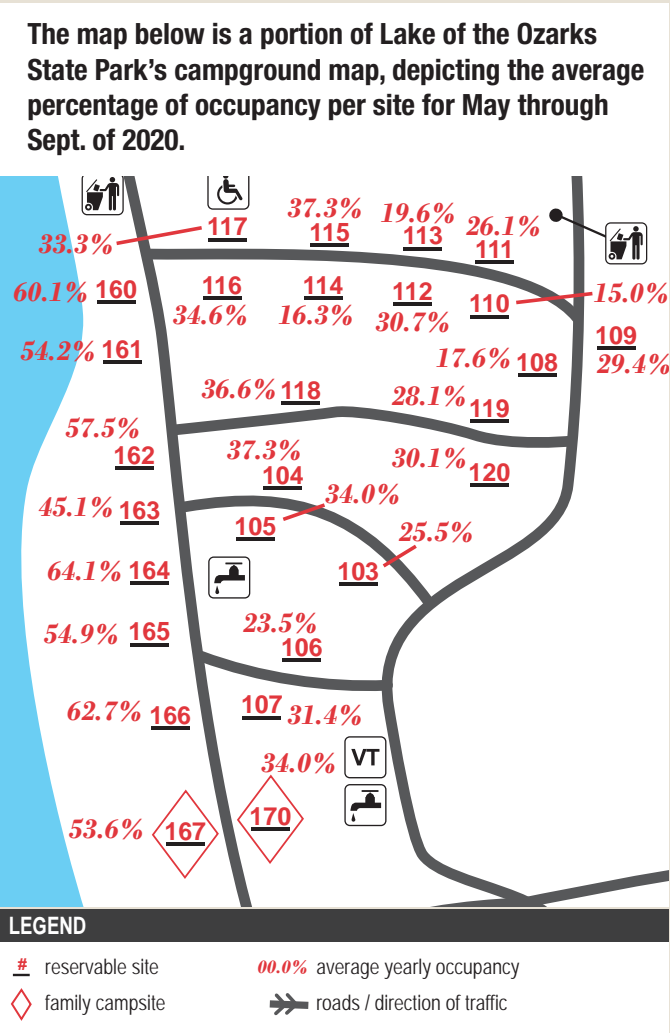 The map below is a portion of Lake of the Ozarks
State Park's campground map, depicting the average
percentage of occupancy per site for May through
Sept. of 2020.
33.3% 117
37.3% 115
19.6% 113
26.1% 111
60.1% 160
116 34.6%
114 16.3%
112 30.7%
110 15.0%
109 29.4%
54.2% 161
17.6% 108
36.6% 118
28.1% 119
57.5% 162
37.3% 104
30.1% 120
45.1% 163
105 34.0%
103 25.5%
64.1% 164
54.9% 165
23.5% 106
62.7% 166
107 31.4%
34.0% VT
53.6% 167
170
LEGEND
# reservable site
00.0% average yearly occupancy
family campsite
roads / direction of traffic